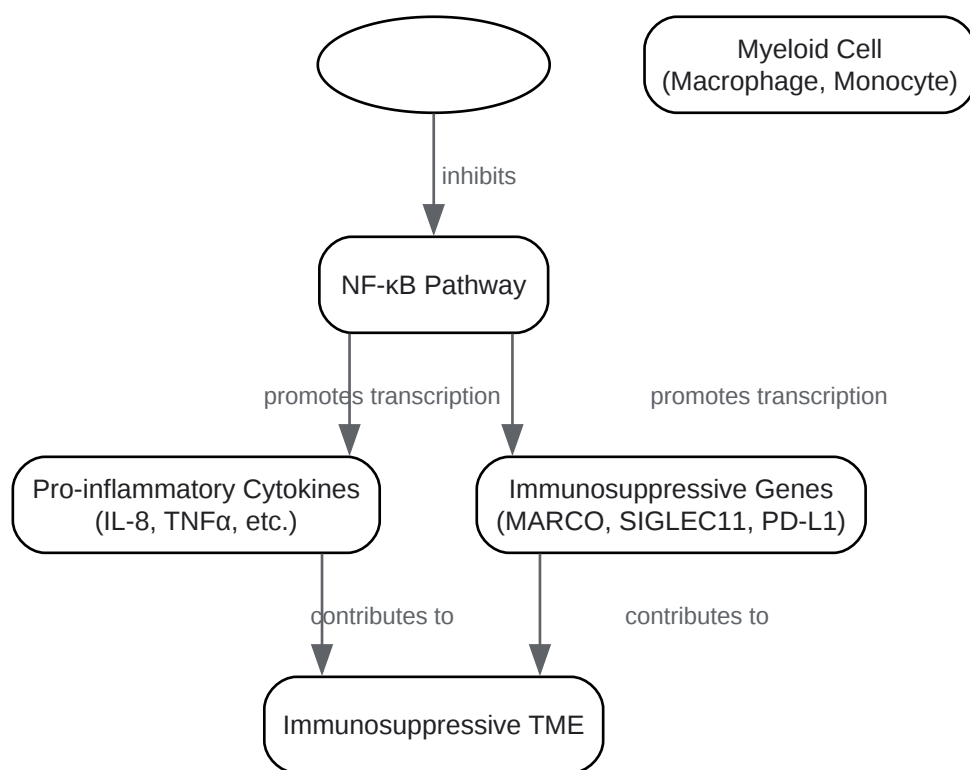 Myeloid Cell
(Macrophage, Monocyte)
inhibits
NF-κB Pathway
promotes transcription
promotes transcription
Pro-inflammatory Cytokines
(IL-8, TNFα, etc.)
Immunosuppressive Genes
(MARCO, SIGLEC11, PD-L1)
contributes to
contributes to
Immunosuppressive TME